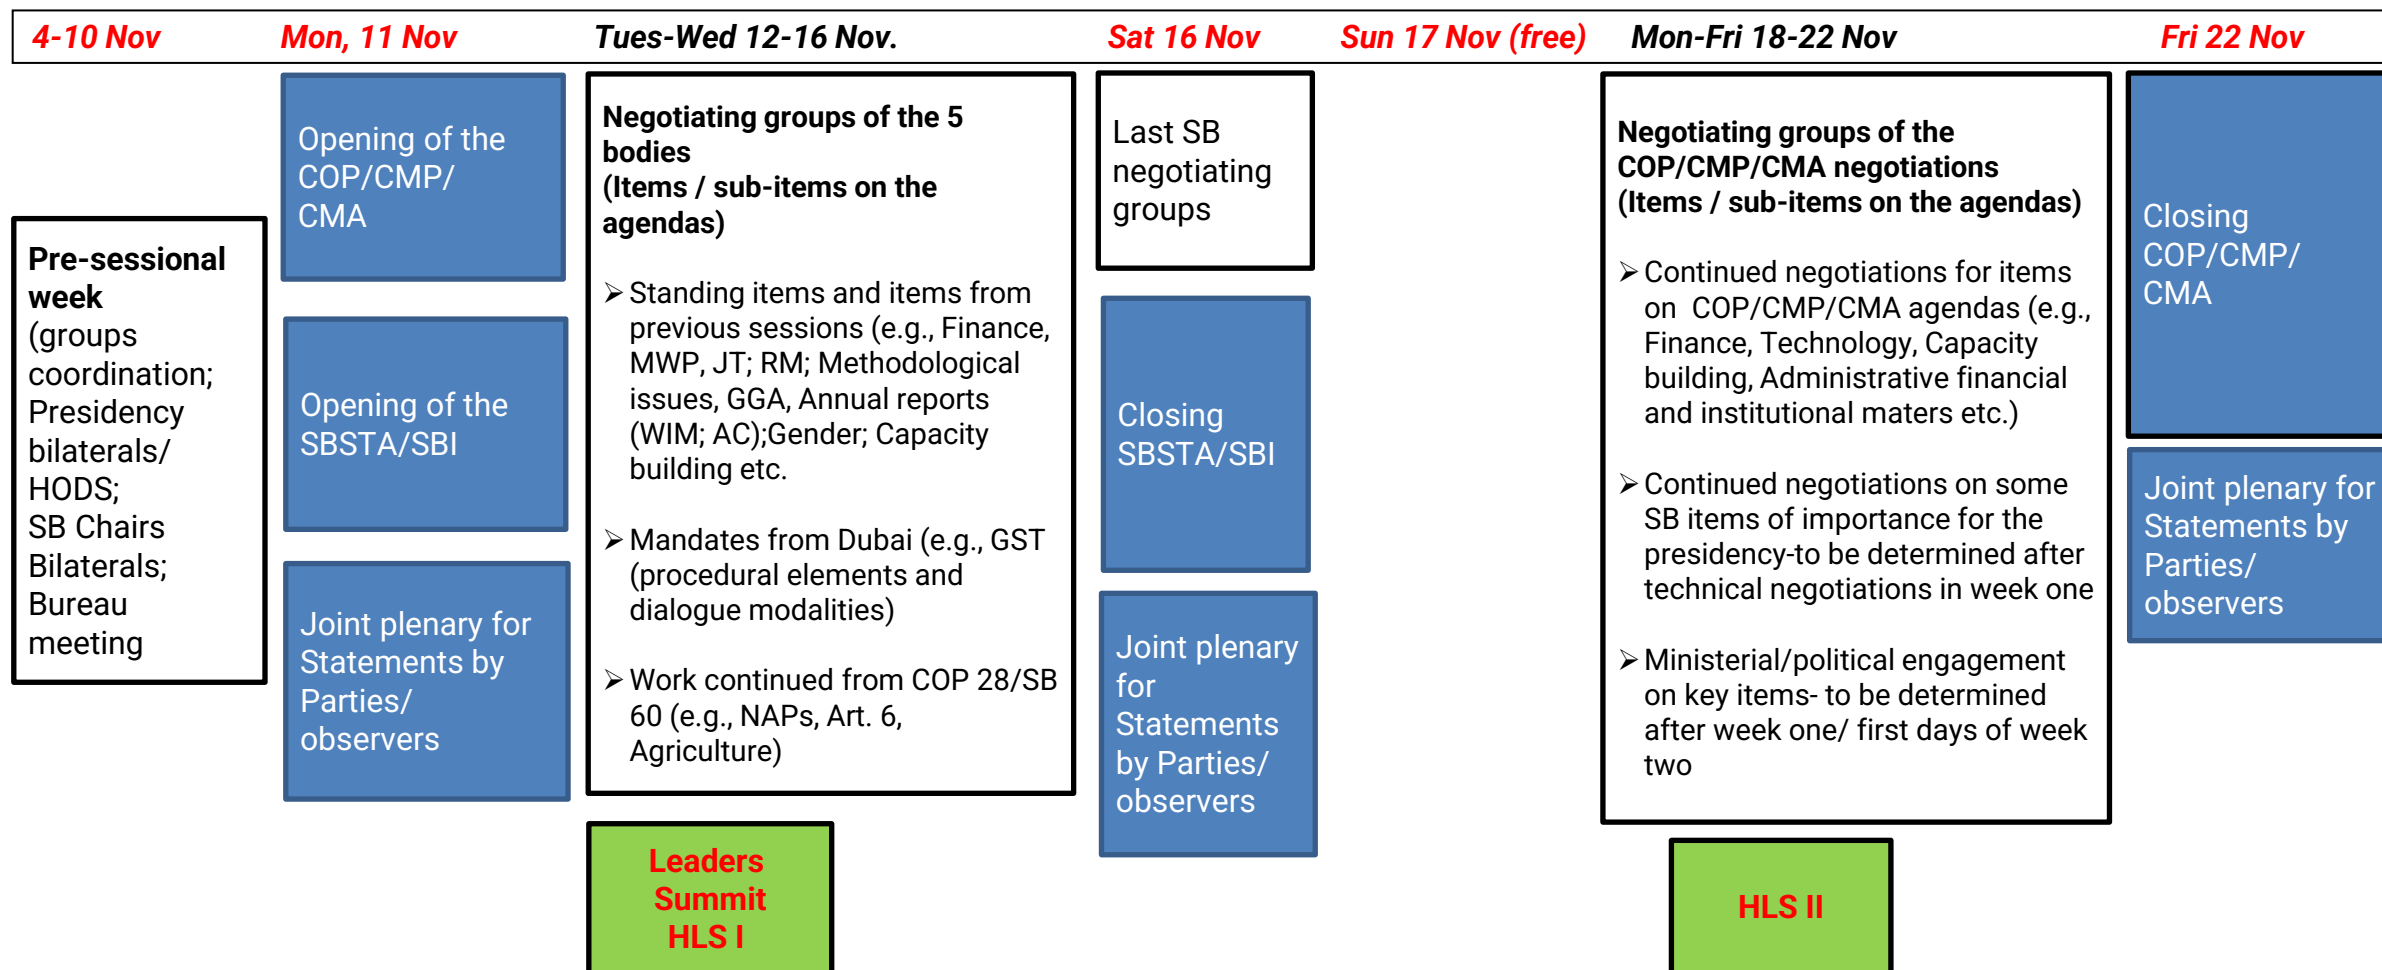 4-10 Nov
Mon, 11 Nov
Tues-Wed 12-16 Nov.
Sat 16 Nov
Sun 17 Nov (free)
Mon-Fri 18-22 Nov
Fri 22 Nov
Pre-sessional
week
(groups
coordination;
Presidency
bilaterals/
HODS;
SB Chairs
Bilaterals;
Bureau
meeting
Opening of the
COP/CMP/
CMA
Opening of the
SBSTA/SBI
Joint plenary for
Statements by
Parties/
observers
Negotiating groups of the 5
bodies
(Items / sub-items on the
agendas)
➢ Standing items and items from
previous sessions (e.g., Finance,
MWP, JT; RM; Methodological
issues, GGA, Annual reports
(WIM; AC);Gender; Capacity
building etc.
➢ Mandates from Dubai (e.g., GST
(procedural elements and
dialogue modalities)
➢ Work continued from COP 28/SB
60 (e.g., NAPs, Art. 6,
Agriculture)
Leaders
Summit
HLS I
Last SB
negotiating
groups
Closing
SBSTA/SBI
Joint plenary
for
Statements
by Parties/
observers
Negotiating groups of the
COP/CMP/CMA negotiations
(Items / sub-items on the agendas)
➢ Continued negotiations for items
on COP/CMP/CMA agendas (e.g.,
Finance, Technology, Capacity
building, Administrative financial
and institutional maters etc.)
➢ Continued negotiations on some
SB items of importance for the
presidency-to be determined after
technical negotiations in week one
➢ Ministerial/political engagement
on key items- to be determined
after week one/ first days of week
two
HLS II
Closing
COP/CMP/
CMA
Joint plenary for
Statements by
Parties/
observers